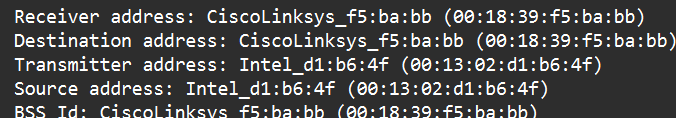 Receiver address: CiscoLinksys_f5:ba:bb (00:18:39:f5:ba:bb)
Destination address: CiscoLinksys_f5:ba:bb (00:18:39:f5:ba:bb)
Transmitter address: Intel_d1:b6:4f (00:13:02:d1:b6:4f)
Source address: Intel_d1:b6:4f (00:13:02:d1:b6:4f)
BSS Id: CiscoLinksys_f5:ba:bb (00:18:39:f5:ba:bb)